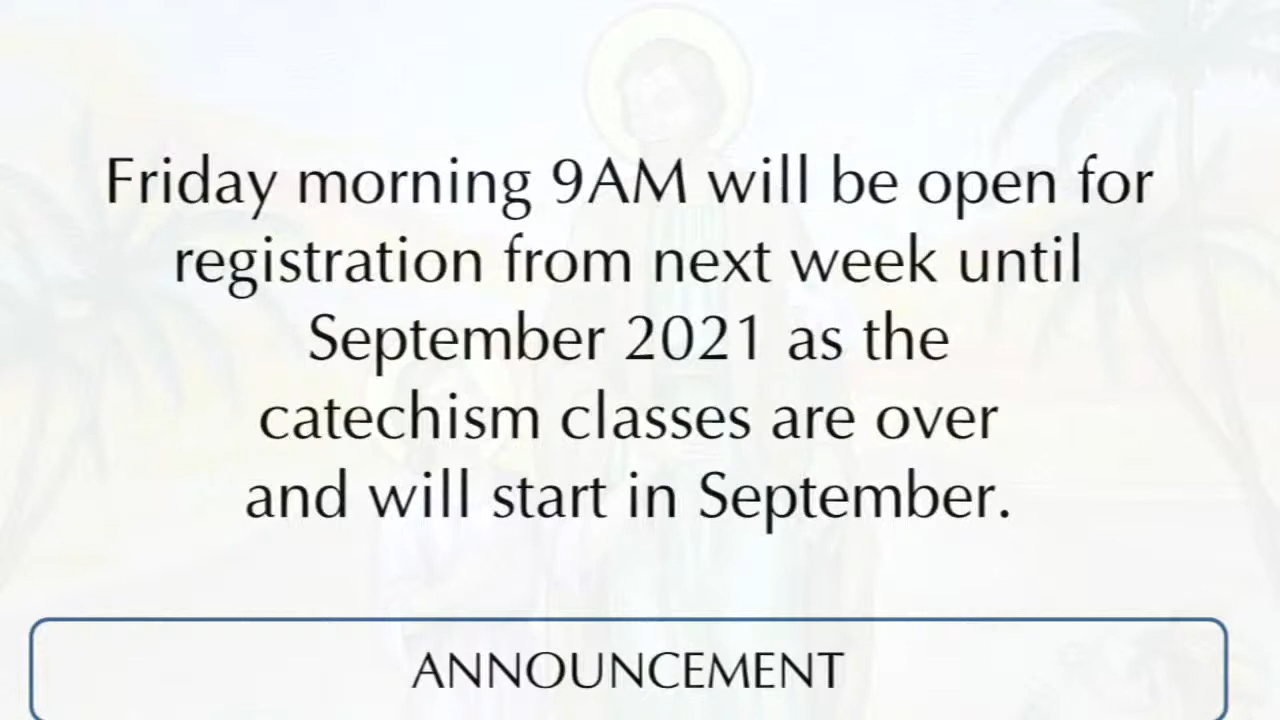 Friday morning 9AM will be open for
registration from next week until
September 2021 as the
catechism classes are over
and will start in September.
ANNOUNCEMENT